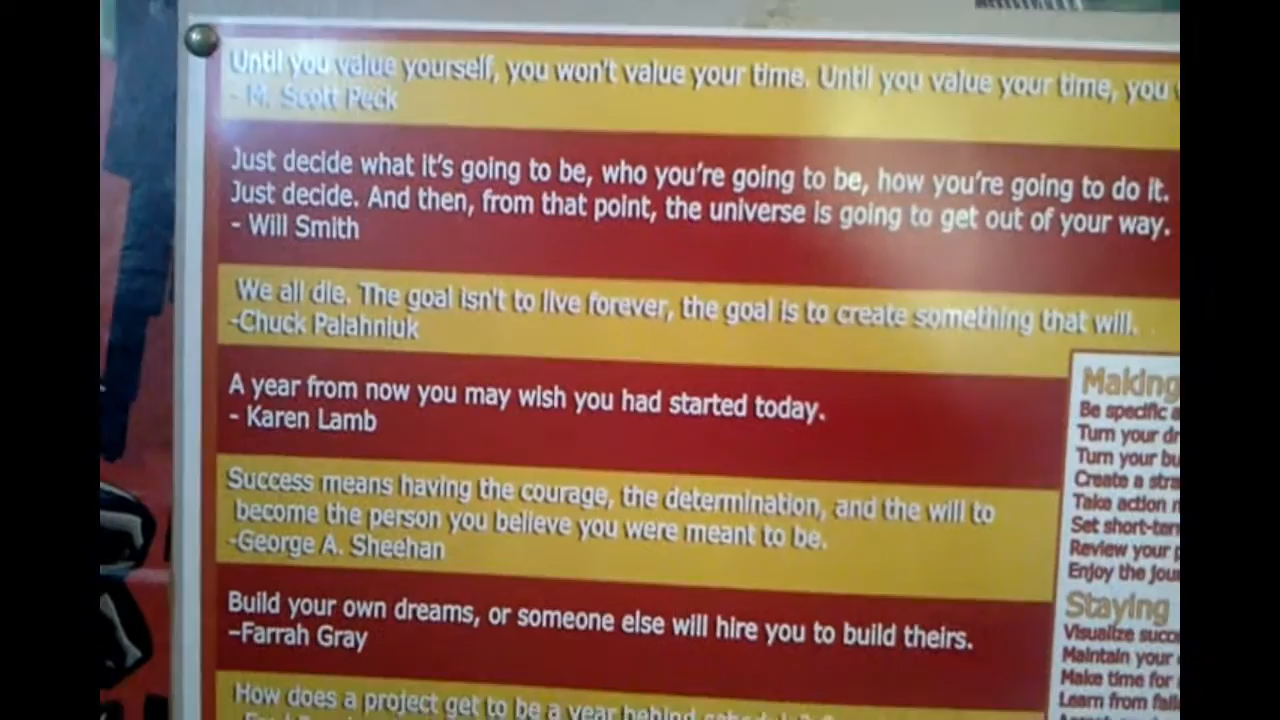 Until you value yourself, you won't value your time. Until you value your time, you
- M. Scott Peck
Just decide what it's going to be, who you're going to be, how you're going to do it.
Just decide. And then, from that point, the universe is going to get out of your way.
- Will Smith
We all die. The goal isn't to live forever, the goal is to create something that will.
-Chuck Palahniuk
A year from now you may wish you had started today.
- Karen Lamb
Success means having the courage, the determination, and the will to
become the person you believe you were meant to be.
-George A. Sheehan
Build your own dreams, or someone else will hire you to build theirs.
–Farrah Gray
How does a project get to be a year behind
Making
Be specific
Turn your
Turn your
Create a
Take action
Set
Review your
Enjoy the
Staying
Visualize
Maintain your
Make time for
Learn from